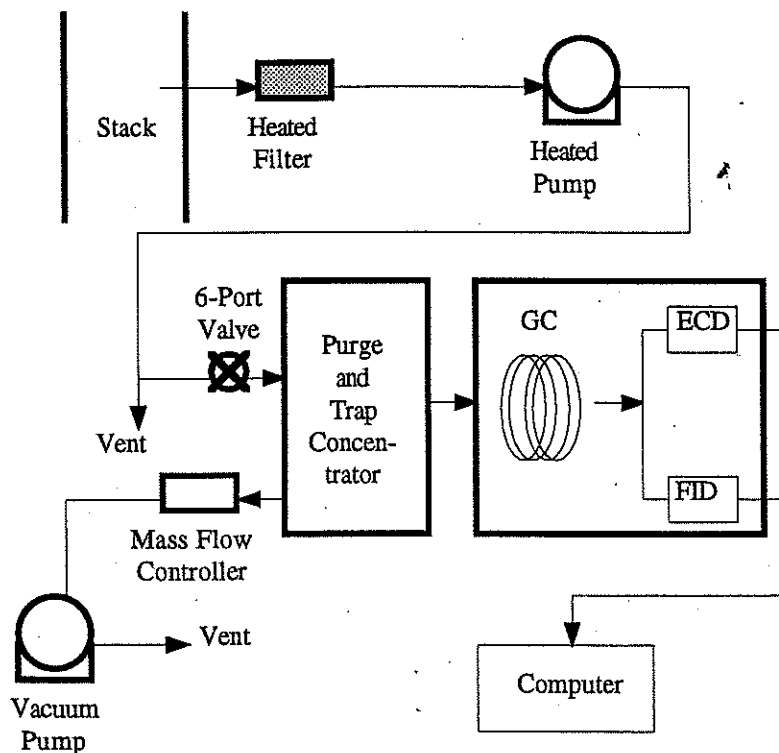 Stack
Heated
Filter
Heated
Pump
6-Port
Valve
Purge
and
Trap
Concen-
trator
GC
ECD
FID
Vent
Mass Flow
Controller
Vent
Vacuum
Pump
Computer